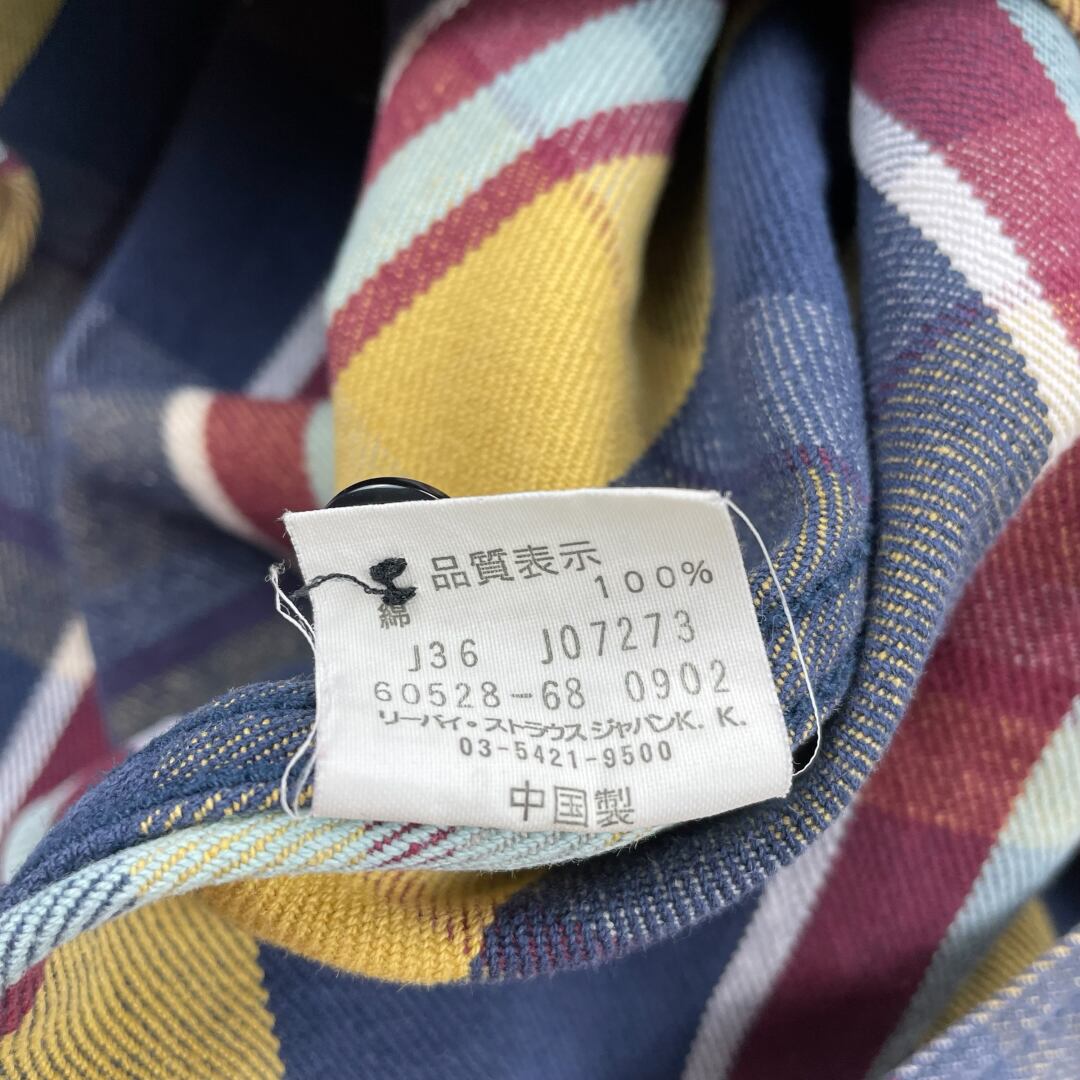 品質表示
綿 100%
J36 J07273
60528-68 0902
リーバイ・ストラウス ジャパンK.K.
03-5421-9500
中国製